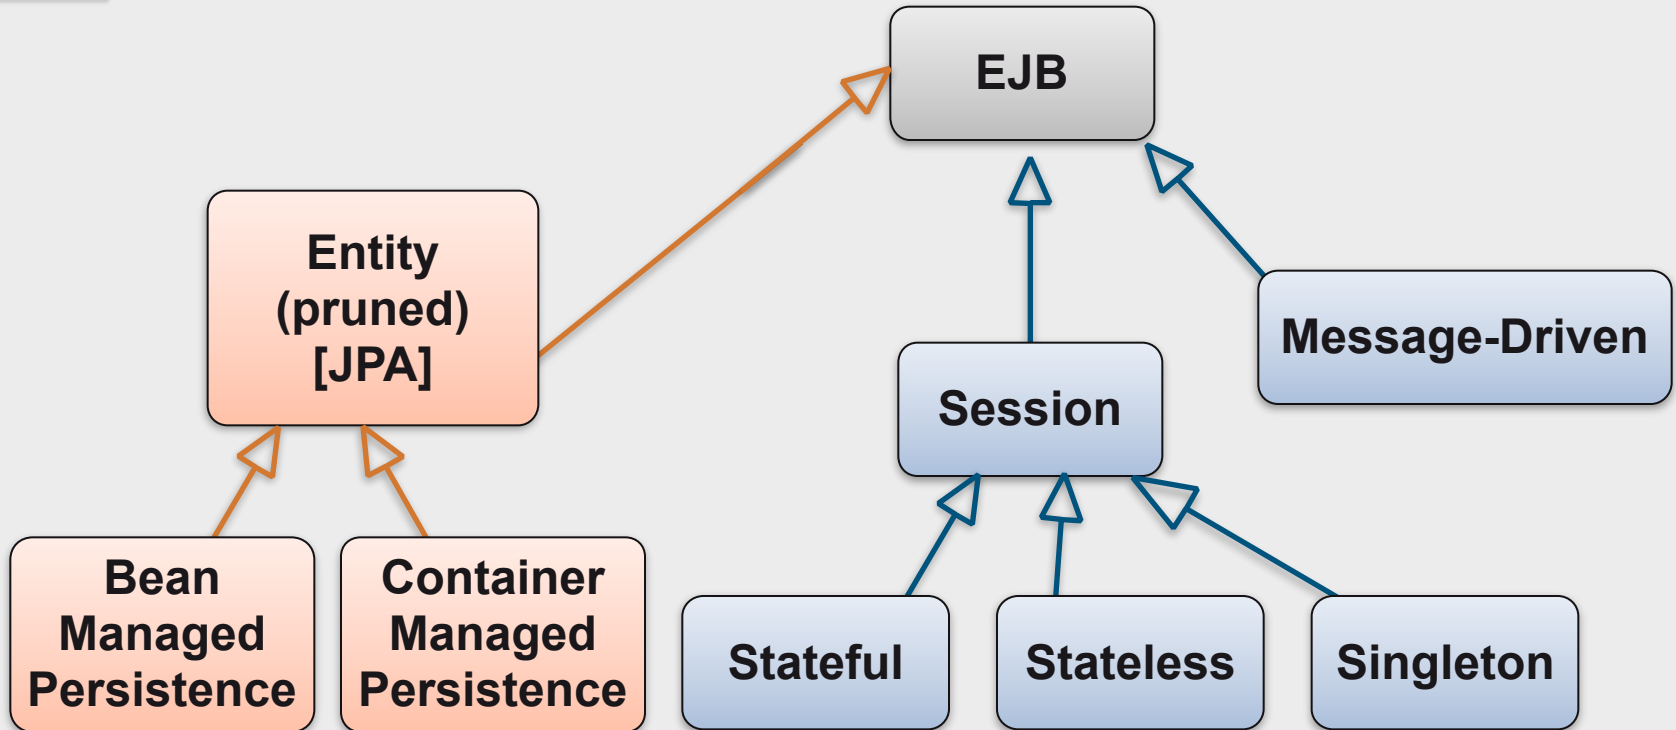 EJB
Entity
(pruned)
[JPA]
Message-Driven
Session
Bean
Managed
Persistence
Container
Managed
Persistence
Stateful
Stateless
Singleton